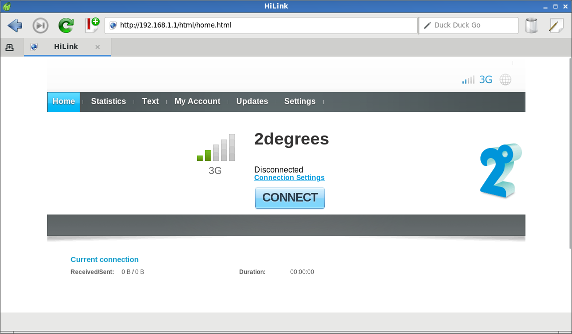 HiLink
http://192.168.1.1/html/home.html
Duck Duck Go
HiLink
3G
Home Statistics Text My Account Updates Settings
2degrees
3G
Disconnected
Connection Settings
CONNECT
2°
Current connection
Received/Sent: 0 B / 0 B Duration: 00:00:00